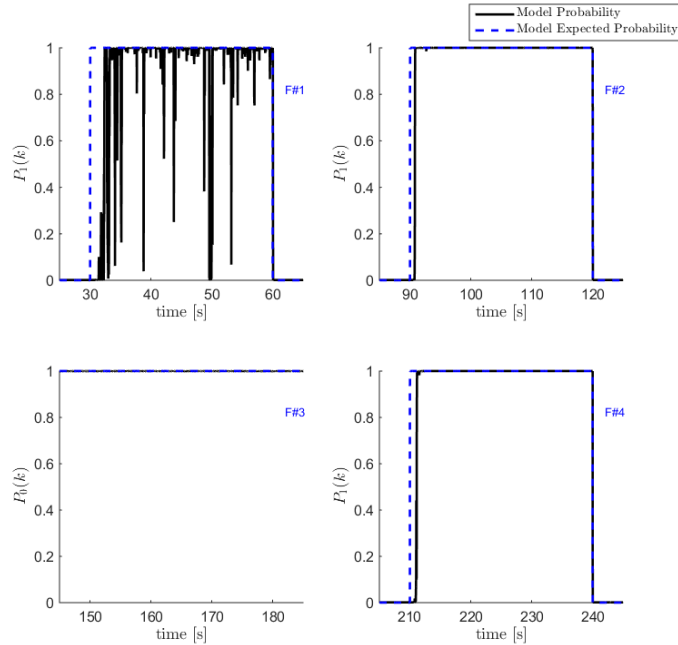 Model Probability
Model Expected Probability
1
0.8
0.6
0.4
0.2
0
P₁(k)
F#1
30 40 50 60
time [s]
1
0.8
0.6
0.4
0.2
0
P₁(k)
F#2
90 100 110 120
time [s]
1
0.8
0.6
0.4
0.2
0
P₀(k)
F#3
150 160 170 180
time [s]
1
0.8
0.6
0.4
0.2
0
P₁(k)
F#4
210 220 230 240
time [s]